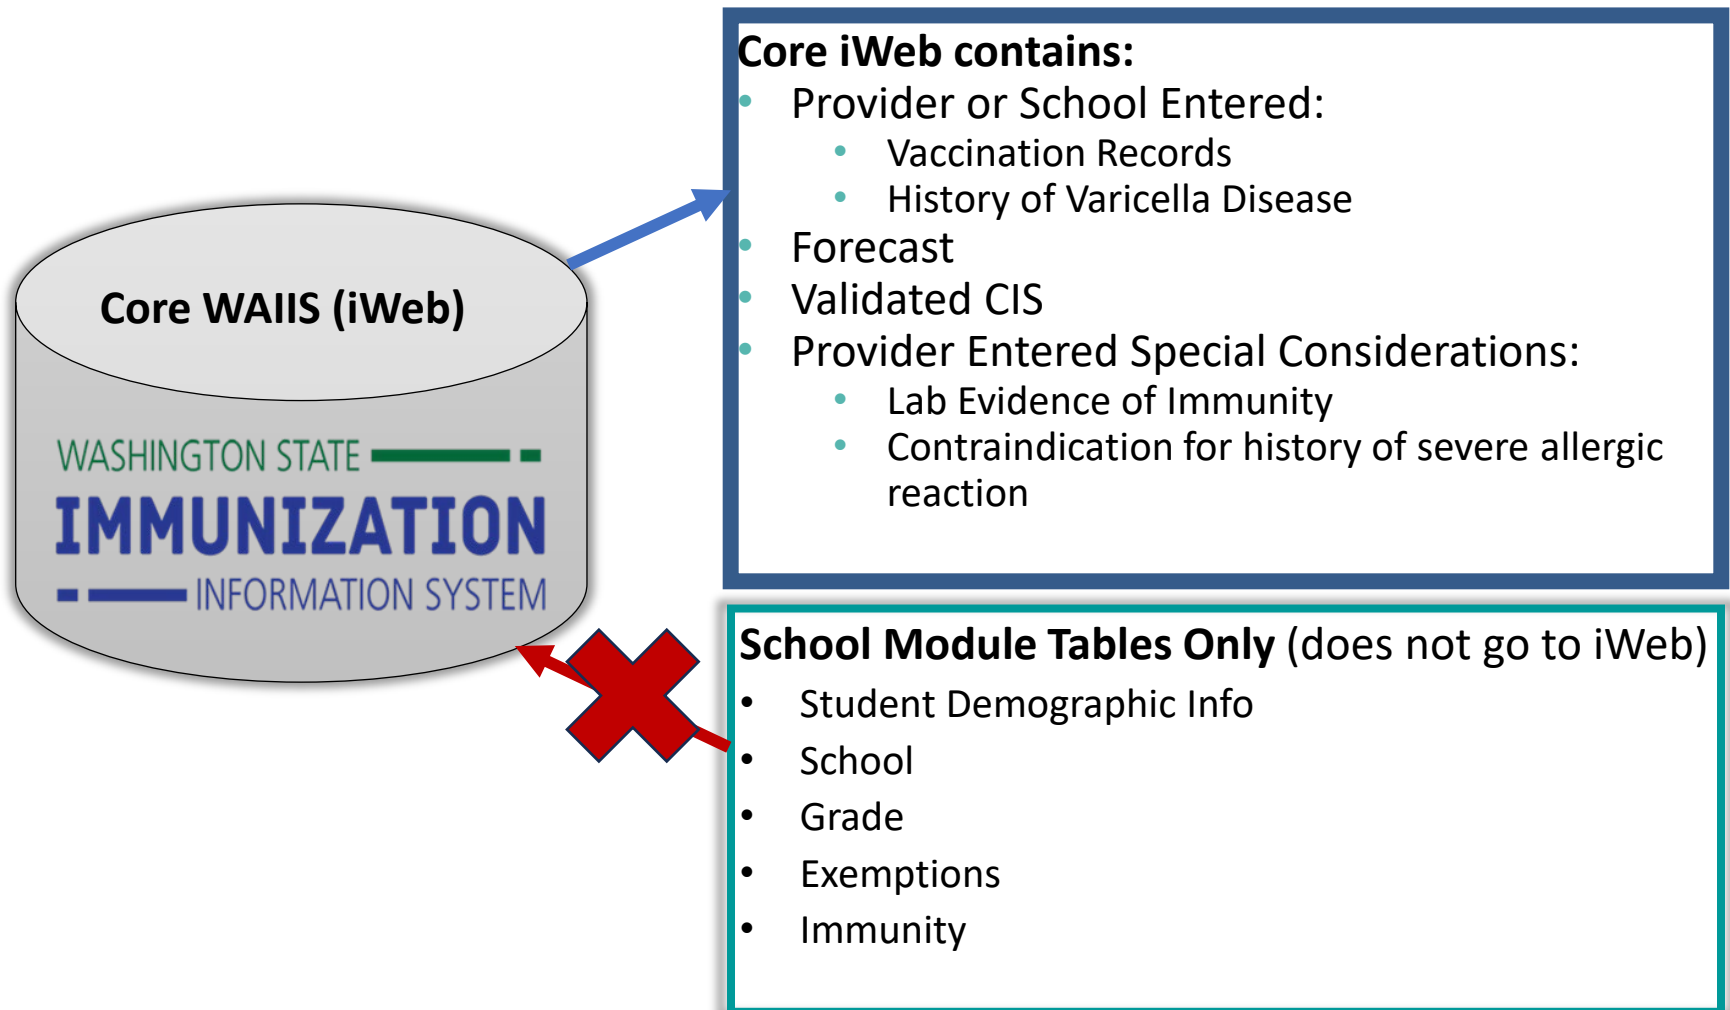 Core WAIIS (iWeb)
WASHINGTON STATE
IMMUNIZATION
INFORMATION SYSTEM
Core iWeb contains:
• Provider or School Entered:
• Vaccination Records
• History of Varicella Disease
• Forecast
• Validated CIS
• Provider Entered Special Considerations:
• Lab Evidence of Immunity
• Contraindication for history of severe allergic
reaction
School Module Tables Only (does not go to iWeb)
• Student Demographic Info
• School
• Grade
• Exemptions
• Immunity